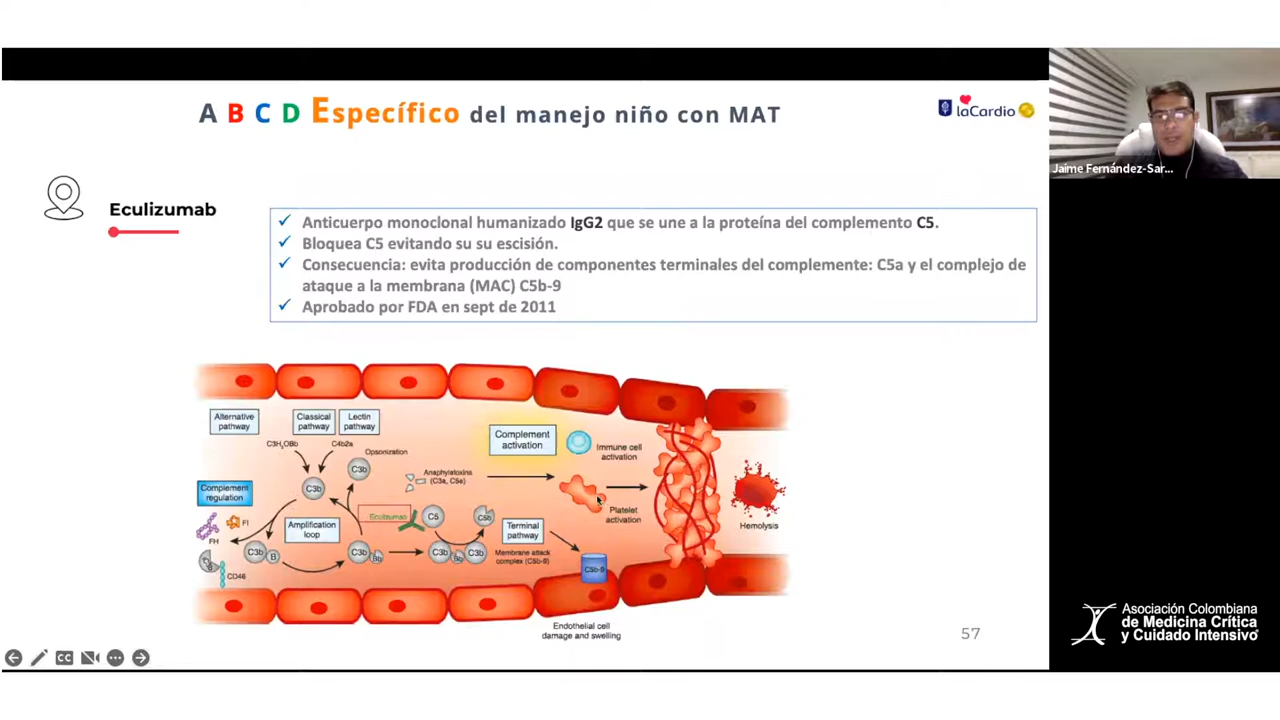 A B C D Específico del manejo niño con MAT
laCardio
Jaime Fernández-Sar...
Eculizumab
✓ Anticuerpo monoclonal humanizado IgG2 que se une a la proteína del complemento C5.
✓ Bloquea C5 evitando su su escisión.
✓ Consecuencia: evita producción de componentes terminales del complemente: C5a y el complejo de
ataque a la membrana (MAC) C5b-9
✓ Aprobado por FDA en sept de 2011
Alternative
pathway
Classical
pathway
Lectin
pathway
C3H2OBb
C4b2a
Opsonization
C3b
C3b
Complement
regulation
FI
FH
CD46
Amplification
loop
C3b
B
C3b
Bb
Anaphylatoxins
(C3a, C5a)
Eculizumab
C5
C5b
C3b
Bb
C3b
Complement
activation
Immune cell
activation
Platelet
activation
Terminal
pathway
Membrane attack
complex (C5b-9)
C5b-9
Hemolysis
Endothelial cell
damage and swelling
57
CC
Asociación Colombiana
de Medicina Crítica
y Cuidado Intensivo